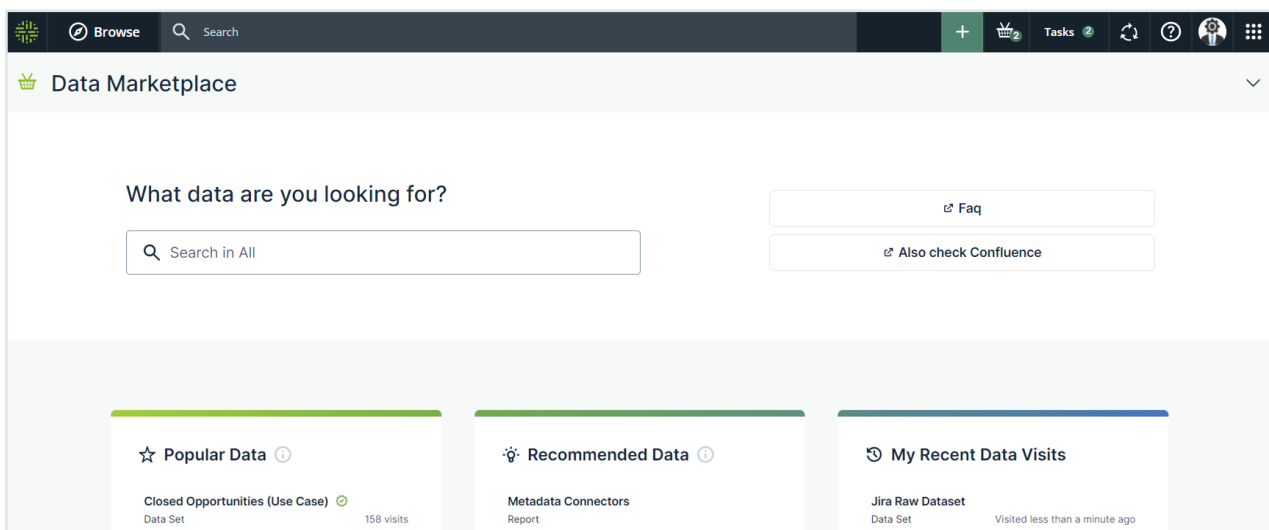 Browse
Search
2
Tasks 2
Data Marketplace
What data are you looking for?
Search in All
Faq
Also check Confluence
Popular Data
Closed Opportunities (Use Case)
Data Set
158 visits
Recommended Data
Metadata Connectors
Report
My Recent Data Visits
Jira Raw Dataset
Data Set
Visited less than a minute ago